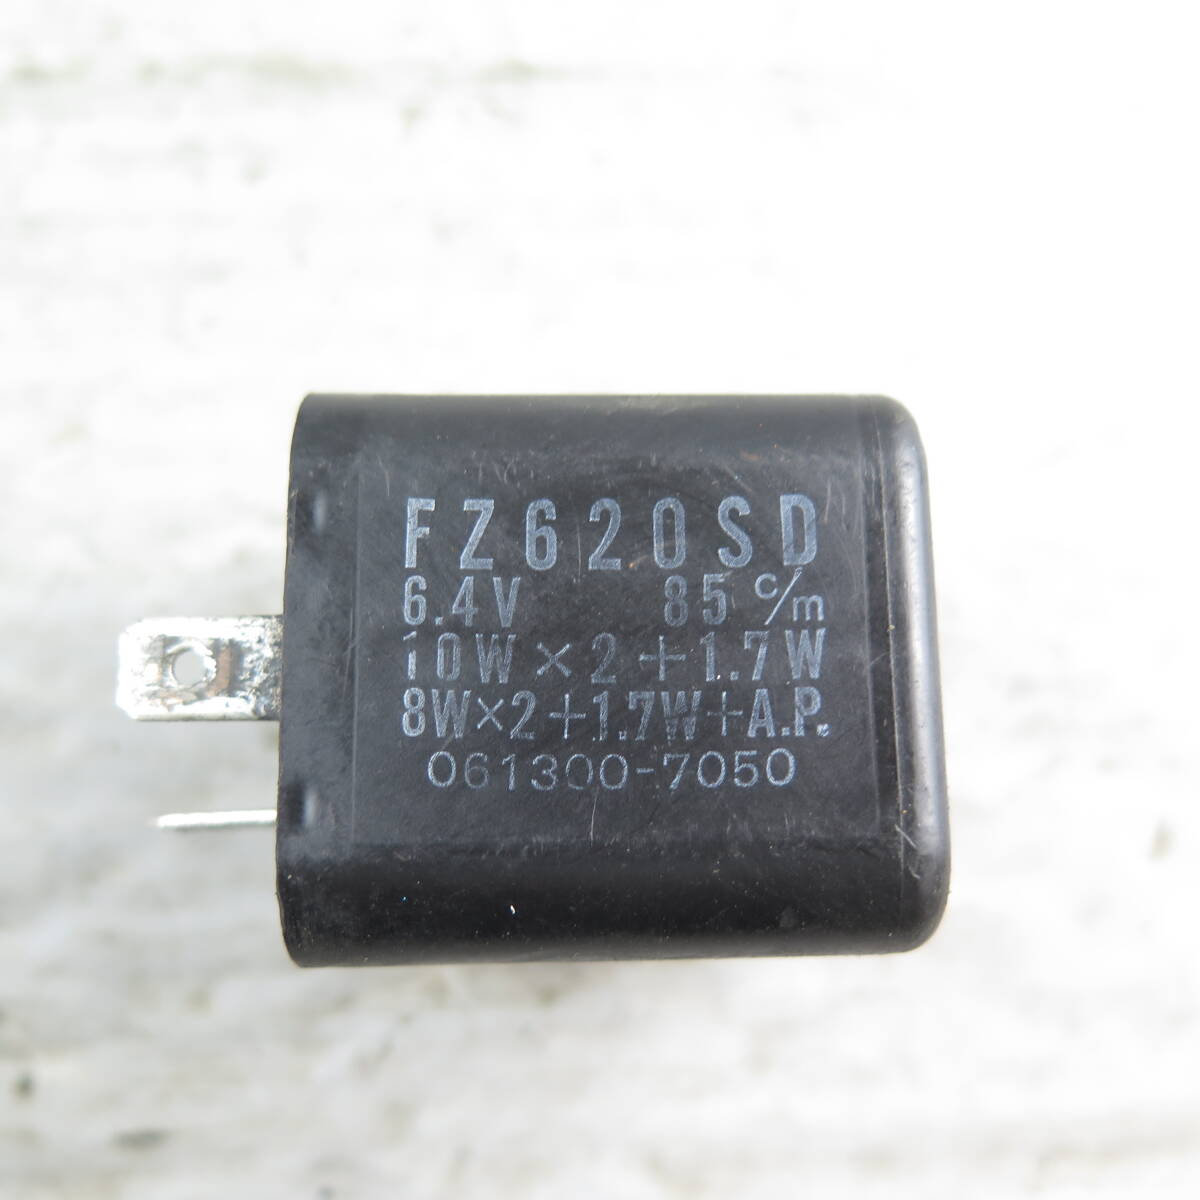 FZ620SD
6.4V 85 c/m
10W×2+1.7W
8W×2+1.7W+A.P.
061300-7050